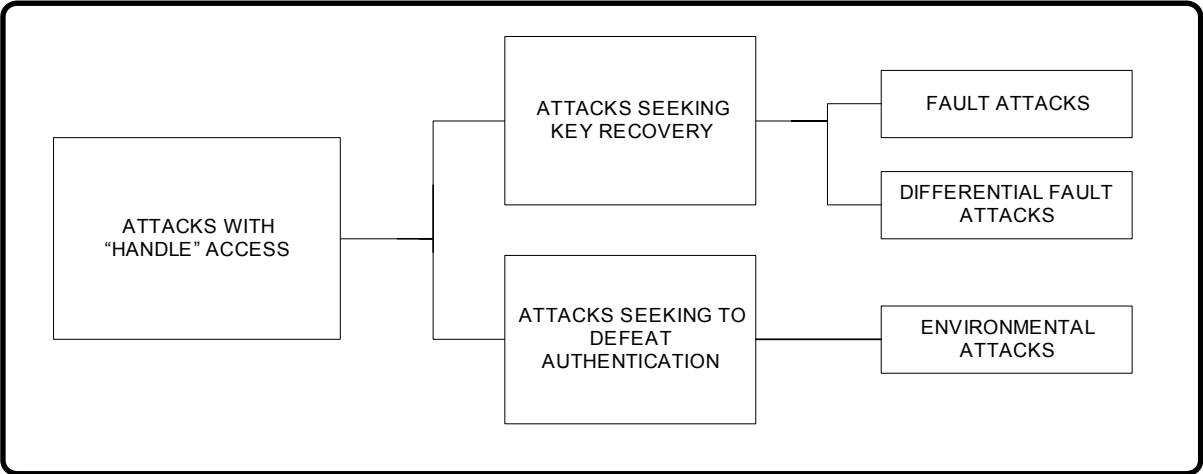 ATTACKS WITH
“HANDLE” ACCESS
ATTACKS SEEKING
KEY RECOVERY
FAULT ATTACKS
DIFFERENTIAL FAULT
ATTACKS
ATTACKS SEEKING TO
DEFEAT
AUTHENTICATION
ENVIRONMENTAL
ATTACKS